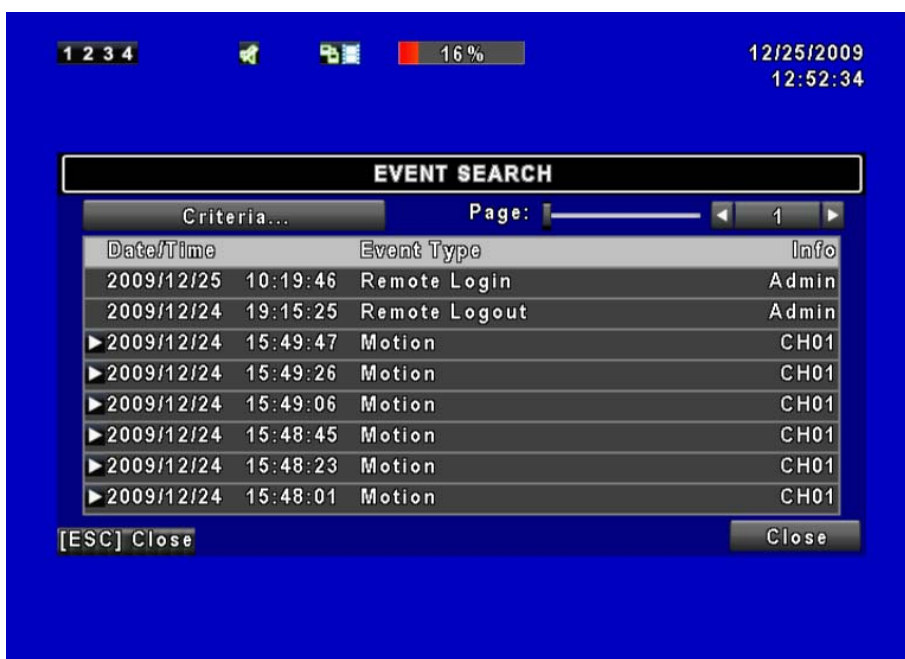 1 2 3 4 16% 12/25/2009
12:52:34
EVENT SEARCH
Criteria... Page: 1
Date/Time Event Type Info
2009/12/25 10:19:46 Remote Login Admin
2009/12/24 19:15:25 Remote Logout Admin
2009/12/24 15:49:47 Motion CH01
2009/12/24 15:49:26 Motion CH01
2009/12/24 15:49:06 Motion CH01
2009/12/24 15:48:45 Motion CH01
2009/12/24 15:48:23 Motion CH01
2009/12/24 15:48:01 Motion CH01
[ESC] Close Close